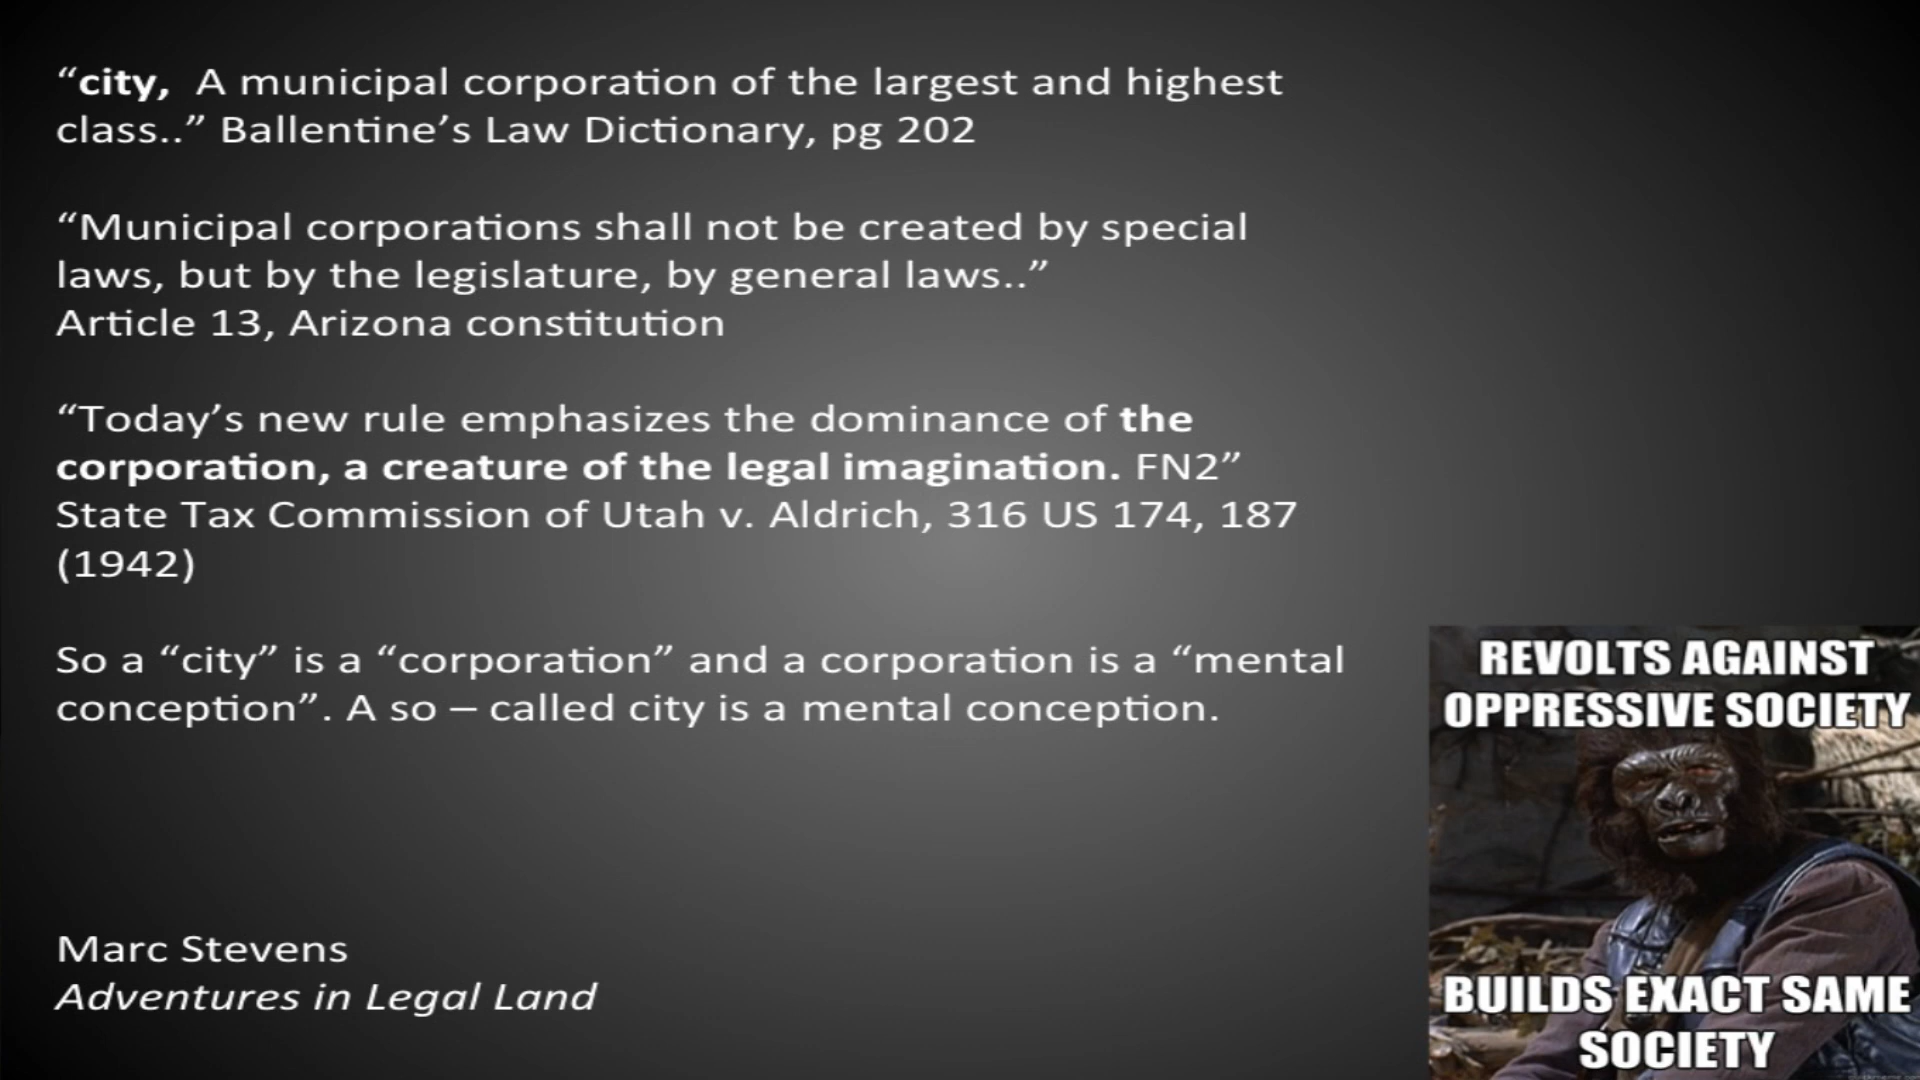 “city, A municipal corporation of the largest and highest
class..” Ballentine’s Law Dictionary, pg 202
“Municipal corporations shall not be created by special
laws, but by the legislature, by general laws..”
Article 13, Arizona constitution
“Today’s new rule emphasizes the dominance of the
corporation, a creature of the legal imagination. FN2”
State Tax Commission of Utah v. Aldrich, 316 US 174, 187
(1942)
So a “city” is a “corporation” and a corporation is a “mental
conception”. A so – called city is a mental conception.
Marc Stevens
Adventures in Legal Land
REVOLTS AGAINST
OPPRESSIVE SOCIETY
BUILDS EXACT SAME
SOCIETY